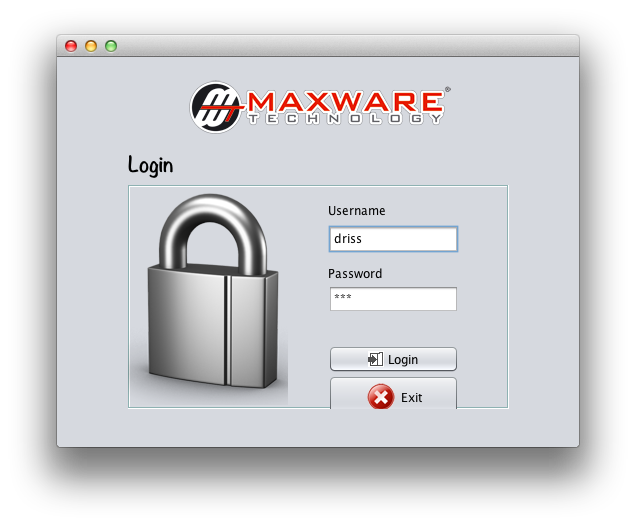 MAXWARE®
TECHNOLOGY
Login
Username
driss
Password
***
Login
Exit